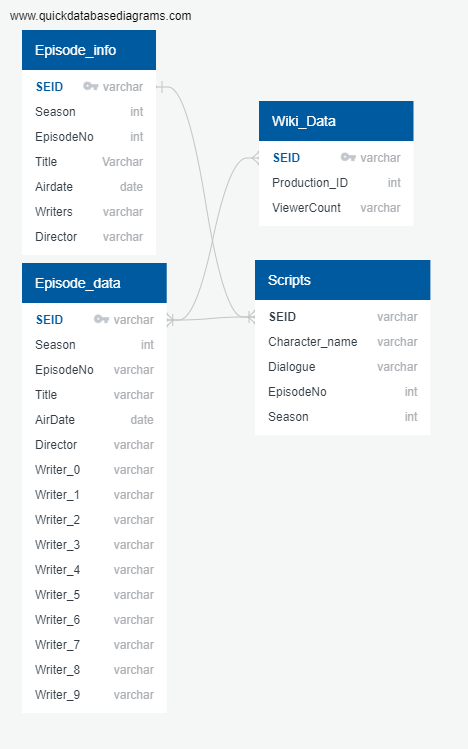 www.quickdatabasediagrams.com
Episode_info
SEID varchar
Season int
EpisodeNo int
Title Varchar
Airdate date
Writers varchar
Director varchar
Wiki_Data
SEID varchar
Production_ID int
ViewerCount varchar
Episode_data
SEID varchar
Season int
EpisodeNo varchar
Title varchar
AirDate date
Director varchar
Writer_0 varchar
Writer_1 varchar
Writer_2 varchar
Writer_3 varchar
Writer_4 varchar
Writer_5 varchar
Writer_6 varchar
Writer_7 varchar
Writer_8 varchar
Writer_9 varchar
Scripts
SEID varchar
Character_name varchar
Dialogue varchar
EpisodeNo int
Season int